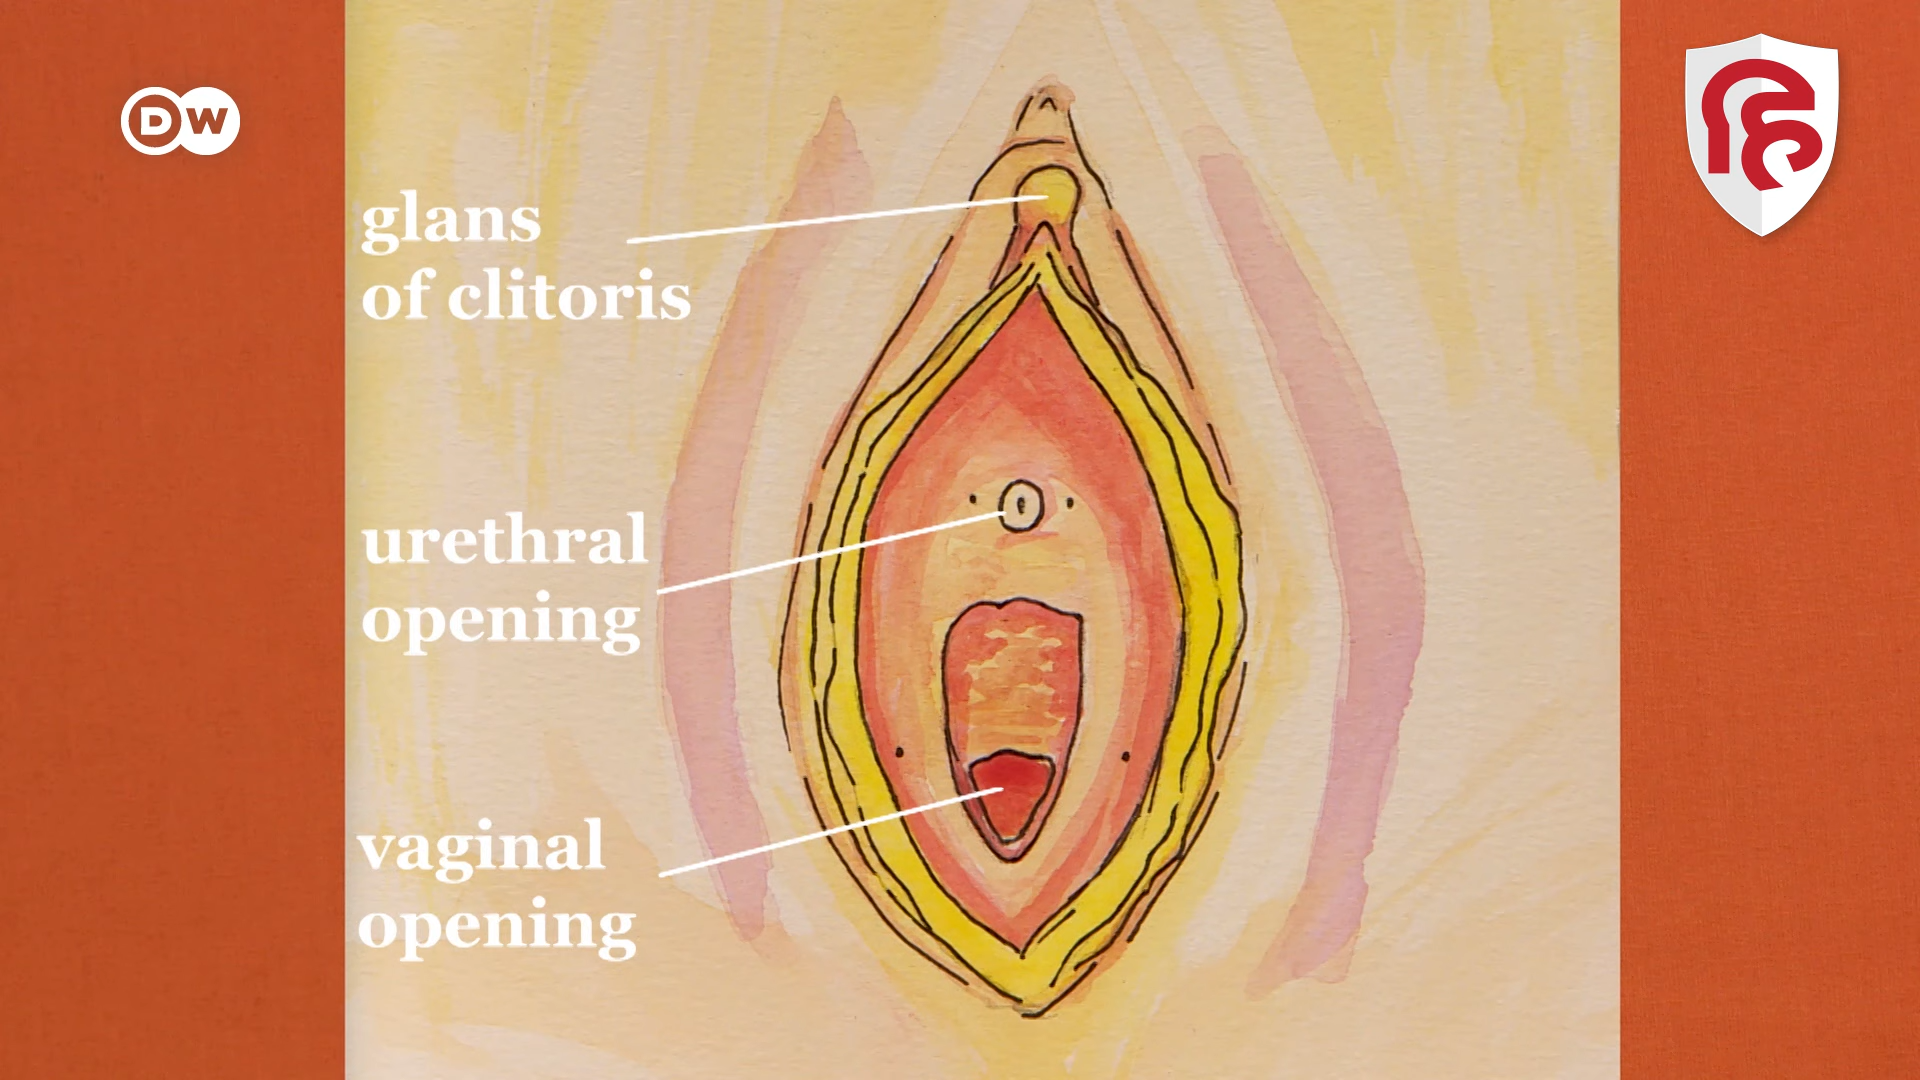 DW
glans
of clitoris
urethral
opening
vaginal
opening